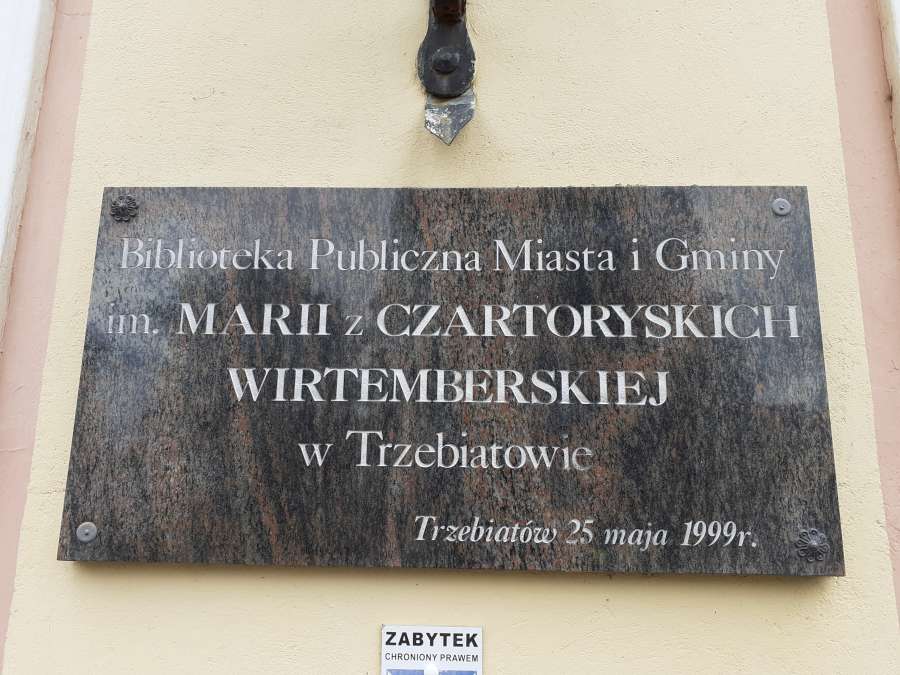 Biblioteka Publiczna Miasta i Gminy
im. MARII z CZARTORYSKICH
WIRTEMBERSKIEJ
w Trzebiatowie
Trzebiatów 25 maja 1999r.
ZABYTEK
CHRONIONY PRAWEM